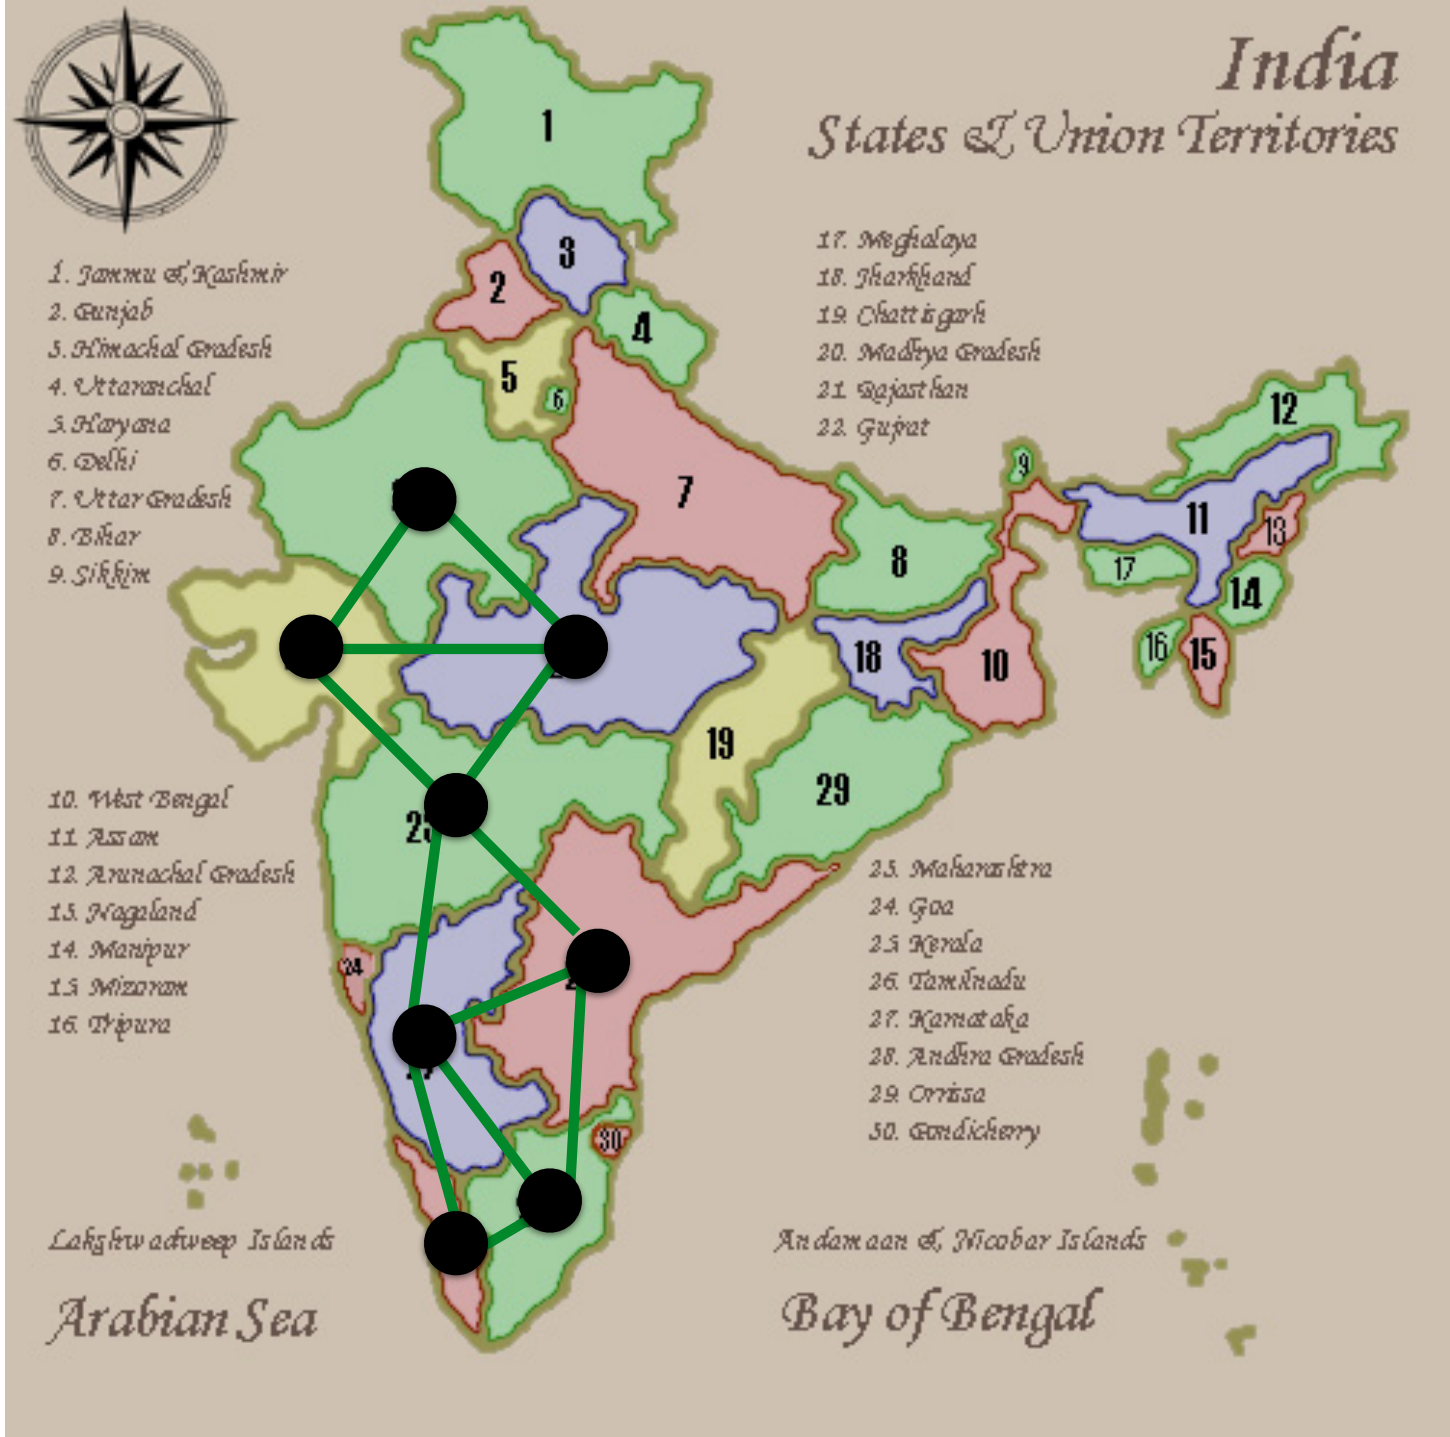 India
States & Union Territories
1. Jammu & Kashmir
2. Punjab
3. Himachal Pradesh
4. Uttaranchal
5. Haryana
6. Delhi
7. Uttar Pradesh
8. Bihar
9. Sikkim
17. Meghalaya
18. Jharkhand
19. Chattisgarh
20. Madhya Pradesh
21. Rajasthan
22. Gujrat
1
3
2
4
5
6
7
12
9
11
13
8
17
14
16
15
18
10
19
29
24
30
10. West Bengal
11. Assam
12. Arunachal Pradesh
13. Nagaland
14. Manipur
15. Mizoram
16. Tripura
23. Maharashtra
24. Goa
25. Kerala
26. Tamilnadu
27. Karnataka
28. Andhra Pradesh
29. Orrissa
30. Pondicherry
Lakshwadweep Islands
Arabian Sea
Andamaan & Nicobar Islands
Bay of Bengal